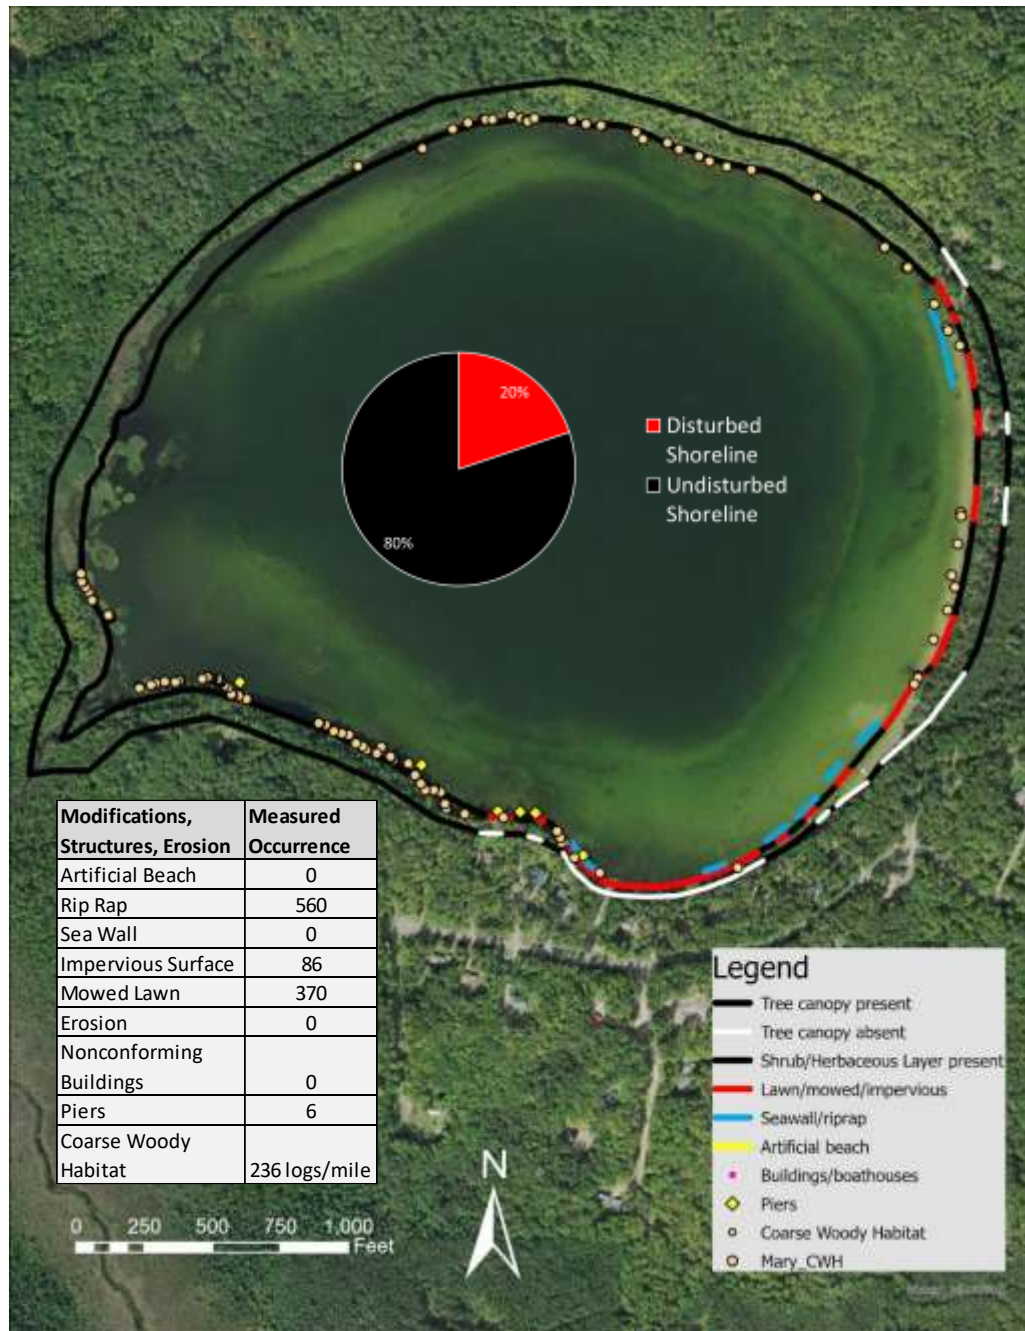 20%
80%
Disturbed
Shoreline
Undisturbed
Shoreline
Modifications,
Structures, Erosion
Measured
Occurrence
Artificial Beach 0
Rip Rap 560
Sea Wall 0
Impervious Surface 86
Mowed Lawn 370
Erosion 0
Nonconforming
Buildings 0
Piers 6
Coarse Woody
Habitat 236 logs/mile
N
0 250 500 750 1,000
Feet
Legend
Tree canopy present
Tree canopy absent
Shrub/Herbaceous Layer present
Lawn/mowed/impervious
Seawall/riprap
Artificial beach
Buildings/boathouses
Piers
Coarse Woody Habitat
Mary_CWH